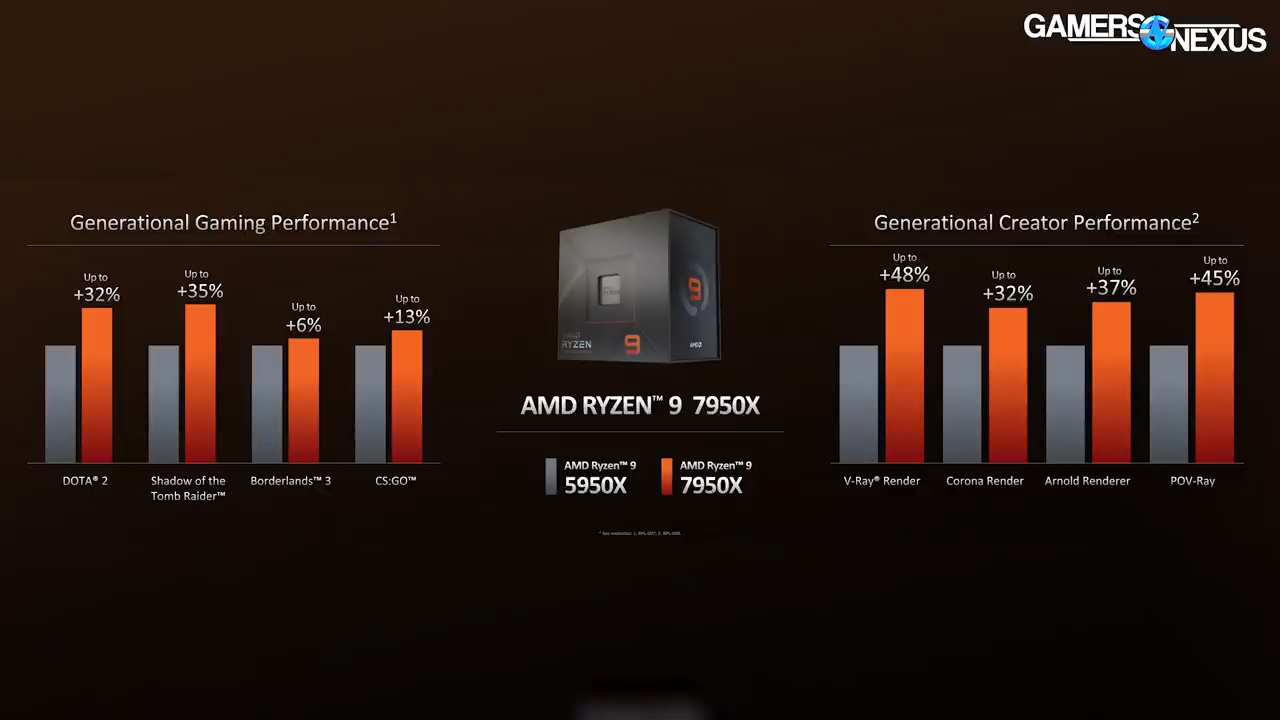 GAMERS NEXUS
Generational Gaming Performance¹
Up to
+32%
Up to
+35%
Up to
+6%
Up to
+13%
DOTA® 2
Shadow of the
Tomb Raider™
Borderlands™ 3
CS:GO™
RYZEN
9
9
AMD
AMD RYZEN™ 9 7950X
AMD Ryzen™ 9
5950X
AMD Ryzen™ 9
7950X
Generational Creator Performance²
Up to
+48%
Up to
+32%
Up to
+37%
Up to
+45%
V-Ray® Render
Corona Render
Arnold Renderer
POV-Ray